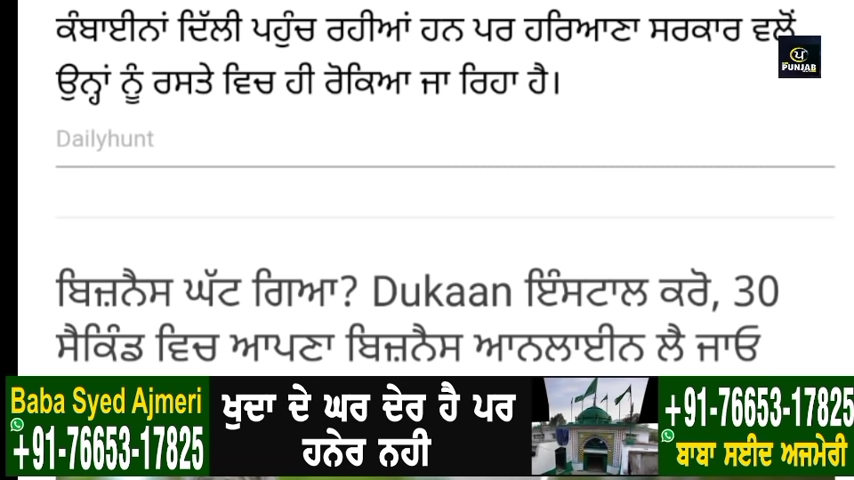 ਕੰਬਾਈਨਾਂ ਦਿੱਲੀ ਪਹੁੰਚ ਰਹੀਆਂ ਹਨ ਪਰ ਹਰਿਆਣਾ ਸਰਕਾਰ ਵਲੋਂ
ਉਨ੍ਹਾਂ ਨੂੰ ਰਸਤੇ ਵਿਚ ਹੀ ਰੋਕਿਆ ਜਾ ਰਿਹਾ ਹੈ।
PUNJAB
Dailyhunt
ਬਿਜ਼ਨੈਸ ਘੱਟ ਗਿਆ? Dukaan ਇੰਸਟਾਲ ਕਰੋ, 30
ਸੈਕਿੰਡ ਵਿਚ ਆਪਣਾ ਬਿਜ਼ਨੈਸ ਆਨਲਾਈਨ ਲੈ ਜਾਓ
Baba Syed Ajmeri
+91-76653-17825
ਖੁਦਾ ਦੇ ਘਰ ਦੇਰ ਹੈ ਪਰ
ਹਨੇਰ ਨਹੀ
+91-76653-17825
ਬਾਬਾ ਸਈਦ ਅਜਮੇਰੀ